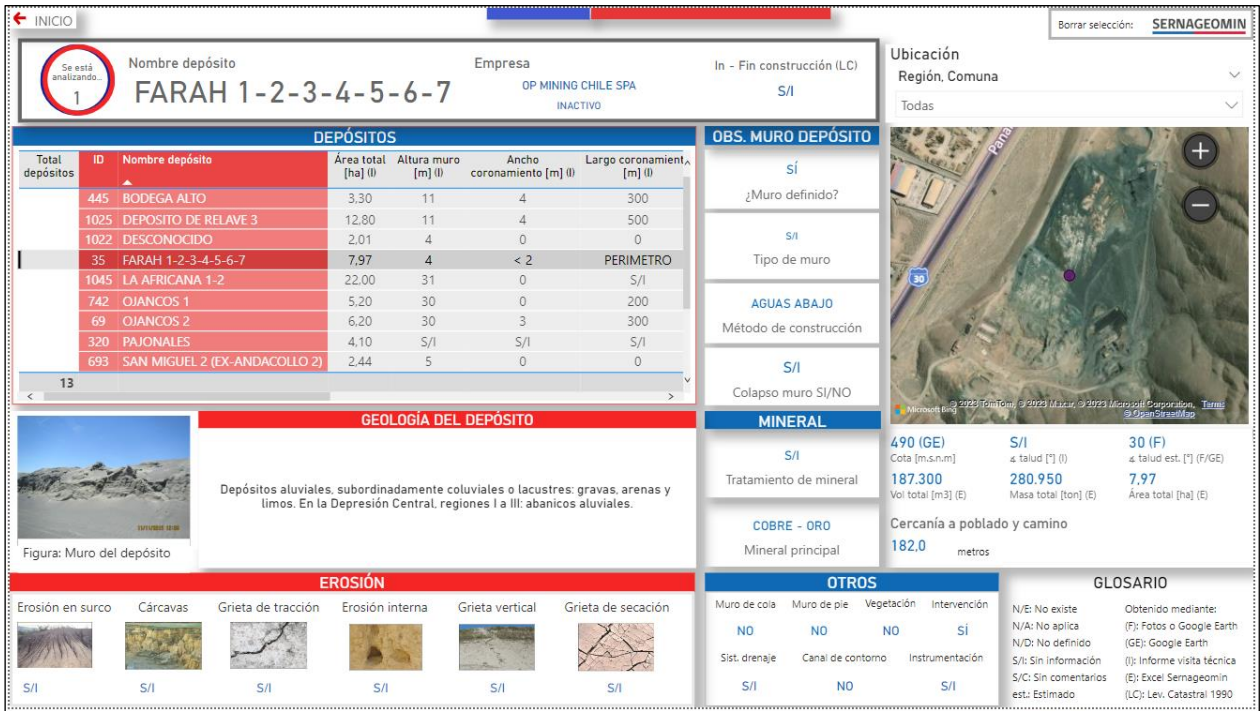 INICIO
Borrar selección: SERNAGEOMIN
Se está analizando...
1
Nombre depósito
FARAH 1-2-3-4-5-6-7
Empresa
OP MINING CHILE SPA
INACTIVO
In - Fin construcción (LC)
S/I
Ubicación
Región, Comuna
Todas
DEPÓSITOS
Total depósitos ID Nombre depósito Área total [ha] (I) Altura muro [m] (I) Ancho coronamiento [m] (I) Largo coronamient [m] (I)
445 BODEGA ALTO 3,30 11 4 300
1025 DEPOSITO DE RELAVE 3 12,80 11 4 500
1022 DESCONOCIDO 2,01 4 0 0
35 FARAH 1-2-3-4-5-6-7 7,97 4 < 2 PERIMETRO
1045 LA AFRICANA 1-2 22,00 31 0 S/I
742 OJANCOS 1 5,20 30 0 200
69 OJANCOS 2 6,20 30 3 300
320 PAJONALES 4,10 S/I S/I S/I
693 SAN MIGUEL 2 (EX-ANDACOLLO 2) 2,44 5 0 0
13
OBS. MURO DEPÓSITO
SÍ
¿Muro definido?
S/I
Tipo de muro
AGUAS ABAJO
Método de construcción
S/I
Colapso muro SI/NO
Pana
30
Microsoft Bing
© 2023 TomTom, © 2023 Maxar, © 2023 Microsoft Corporation, Terms
© OpenStreetMap
GEOLOGÍA DEL DEPÓSITO
Depósitos aluviales, subordinadamente coluviales o lacustres: gravas, arenas y
limos. En la Depresión Central, regiones I a III: abanicos aluviales.
Figura: Muro del depósito
MINERAL
S/I
Tratamiento de mineral
COBRE - ORO
Mineral principal
490 (GE) S/I 30 (F)
Cota [m.s.n.m] ∡ talud [°] (I) ∡ talud est. [°] (F/GE)
187.300 280.950 7,97
Vol total [m3] (E) Masa total [ton] (E) Área total [ha] (E)
Cercanía a poblado y camino
182,0 metros
EROSIÓN
Erosión en surco Cárcavas Grieta de tracción Erosión interna Grieta vertical Grieta de secación
S/I S/I S/I S/I S/I S/I
OTROS
Muro de cola Muro de pie Vegetación Intervención
NO NO NO SÍ
Sist. drenaje Canal de contorno Instrumentación
S/I NO S/I
GLOSARIO
N/E: No existe Obtenido mediante:
N/A: No aplica (F): Fotos o Google Earth
N/D: No definido (GE): Google Earth
S/I: Sin información (I): Informe visita técnica
S/C: Sin comentarios (E): Excel Sernageomin
est.: Estimado (LC): Lev. Catastral 1990